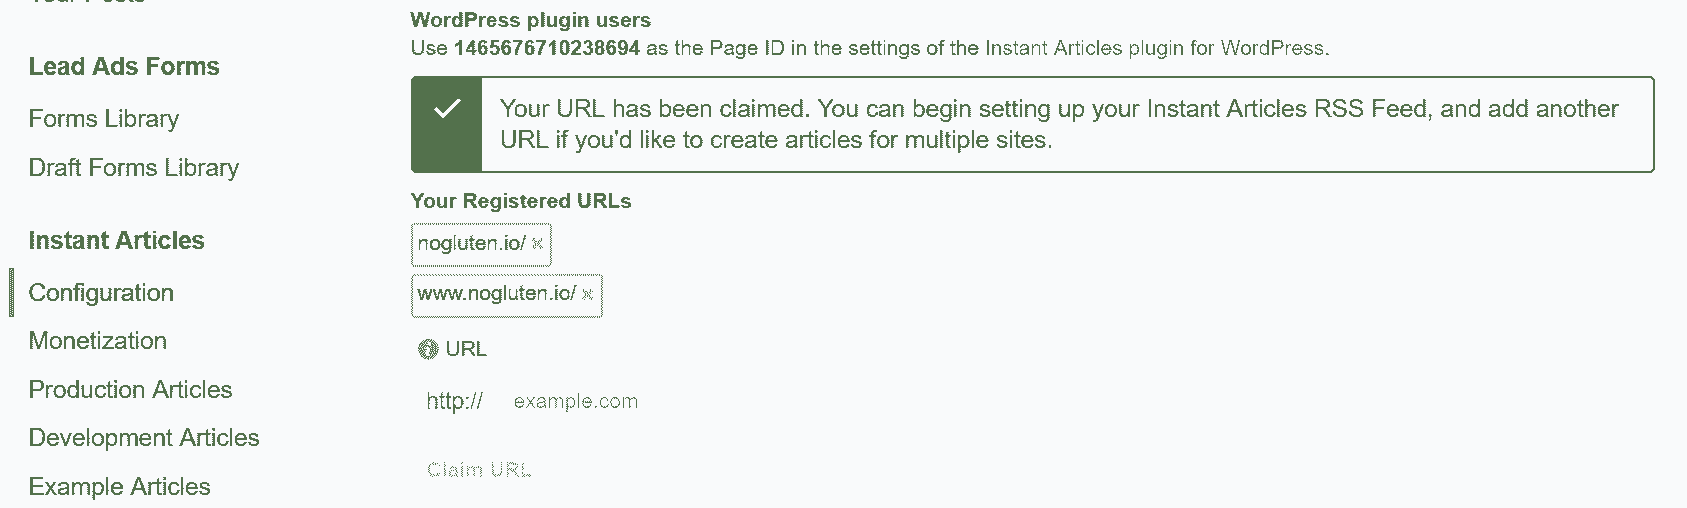 Lead Ads Forms
Forms Library
Draft Forms Library
Instant Articles
Configuration
Monetization
Production Articles
Development Articles
Example Articles
WordPress plugin users
Use 1465676710238694 as the Page ID in the settings of the Instant Articles plugin for WordPress.
Your URL has been claimed. You can begin setting up your Instant Articles RSS Feed, and add another
URL if you'd like to create articles for multiple sites.
Your Registered URLs
nogluten.io/ ×
www.nogluten.io/ ×
URL
http:// example.com
Claim URL